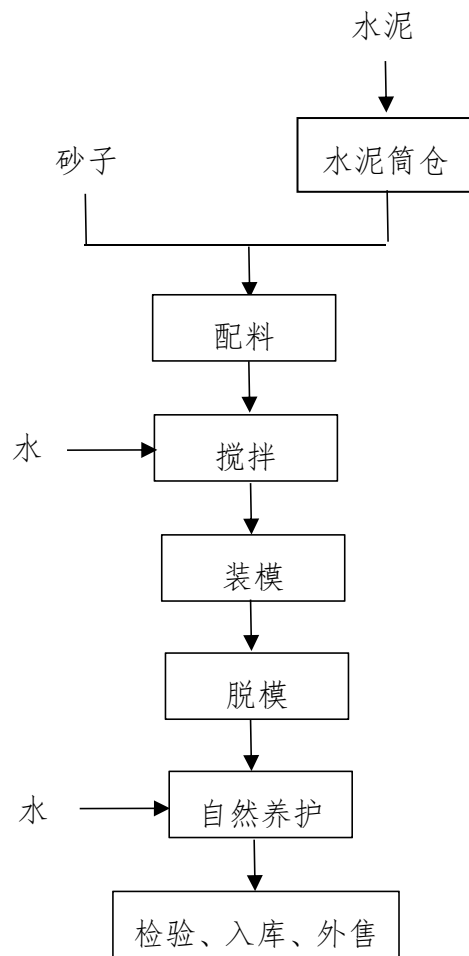 水泥
水泥筒仓
砂子
配料
水
搅拌
装模
脱模
水
自然养护
检验、入库、外售